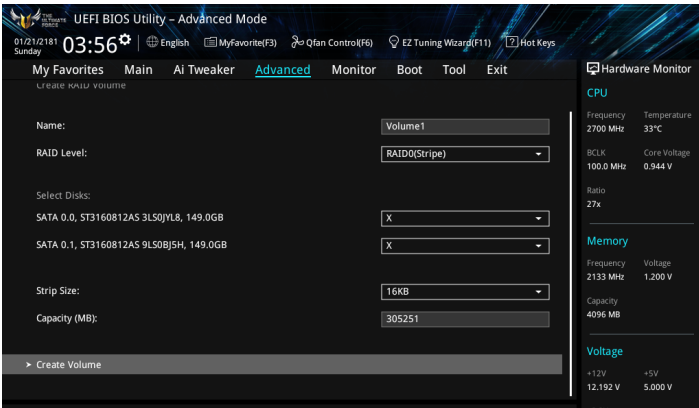 THE ULTIMATE FORCE UEFI BIOS Utility – Advanced Mode
01/21/2181 Sunday 03:56 English MyFavorite(F3) Qfan Control(F6) EZ Tuning Wizard(F11) ? Hot Keys
My Favorites Main Ai Tweaker Advanced Monitor Boot Tool Exit
Create RAID Volume
Name: Volume1
RAID Level: RAID0(Stripe)
Select Disks:
SATA 0.0, ST3160812AS 3LS0JYL8, 149.0GB X
SATA 0.1, ST3160812AS 9LS0BJ5H, 149.0GB X
Strip Size: 16KB
Capacity (MB): 305251
> Create Volume
Hardware Monitor
CPU
Frequency Temperature
2700 MHz 33°C
BCLK Core Voltage
100.0 MHz 0.944 V
Ratio
27x
Memory
Frequency Voltage
2133 MHz 1.200 V
Capacity
4096 MB
Voltage
+12V +5V
12.192 V 5.000 V